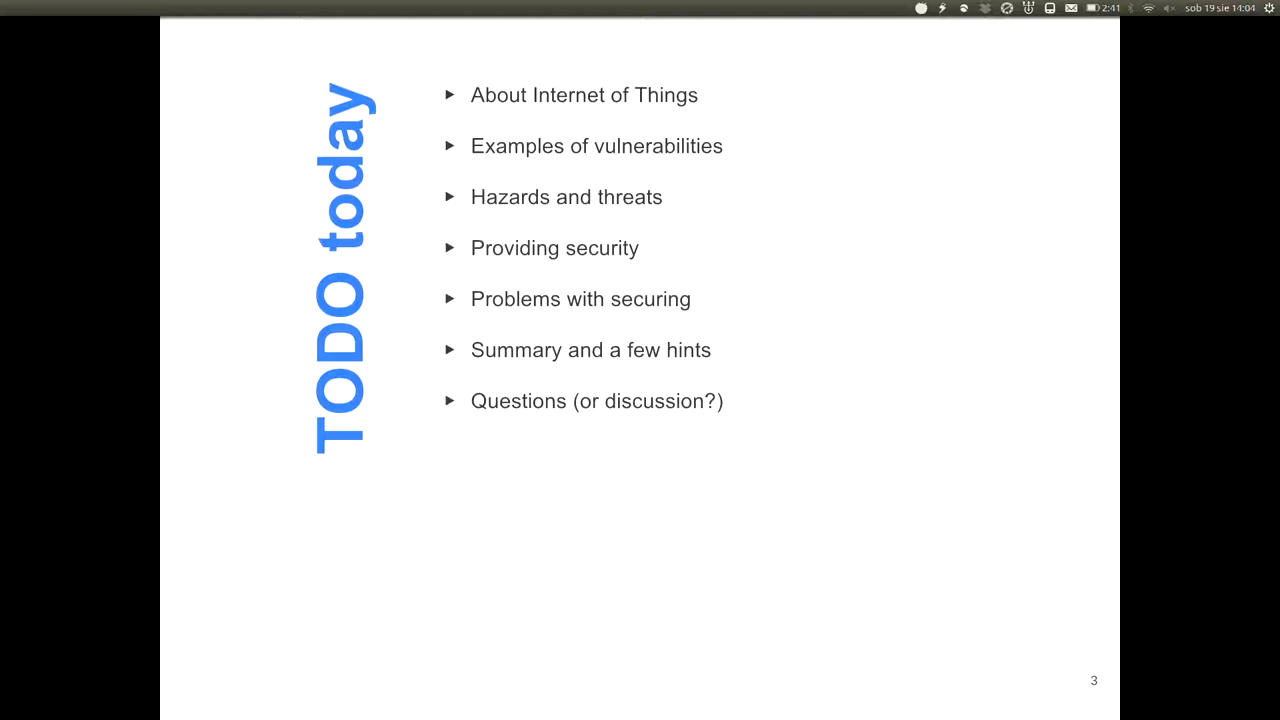 2:41 sob 19 sie 14:04
TODO today
About Internet of Things
Examples of vulnerabilities
Hazards and threats
Providing security
Problems with securing
Summary and a few hints
Questions (or discussion?)
3